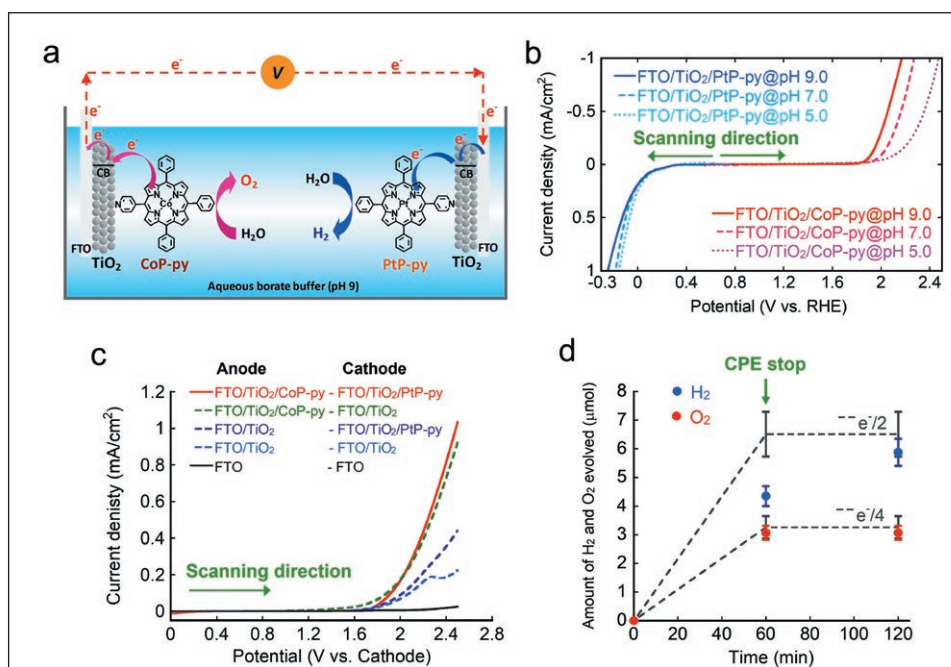 a
e-
V
e-
e-
e-
e-
e-
e-
e-
CB
CB
O2
H2O
H2O
H2
N
N
N
N
N
Co
N
N
N
N
Pt
N
FTO
FTO
TiO2
CoP-py
PtP-py
TiO2
Aqueous borate buffer (pH 9)
b
Current density (mA/cm2)
-1
-0.5
0
0.5
1
FTO/TiO2/PtP-py@pH 9.0
FTO/TiO2/PtP-py@pH 7.0
FTO/TiO2/PtP-py@pH 5.0
Scanning direction
FTO/TiO2/CoP-py@pH 9.0
FTO/TiO2/CoP-py@pH 7.0
FTO/TiO2/CoP-py@pH 5.0
-0.3 0 0.4 0.8 1.2 1.6 2 2.4
Potential (V vs. RHE)
c
Anode Cathode
FTO/TiO2/CoP-py - FTO/TiO2/PtP-py
FTO/TiO2/CoP-py - FTO/TiO2
FTO/TiO2 - FTO/TiO2/PtP-py
FTO/TiO2 - FTO/TiO2
FTO - FTO
Current denisty (mA/cm2)
1.2
1
0.8
0.6
0.4
0.2
0
Scanning direction
0 0.4 0.8 1.2 1.6 2 2.4 2.8
Potential (V vs. Cathode)
d
CPE stop
Amount of H2 and O2 evolved (μmol)
8
7
6
5
4
3
2
1
0
H2
O2
e-/2
e-/4
0 20 40 60 80 100 120
Time (min)